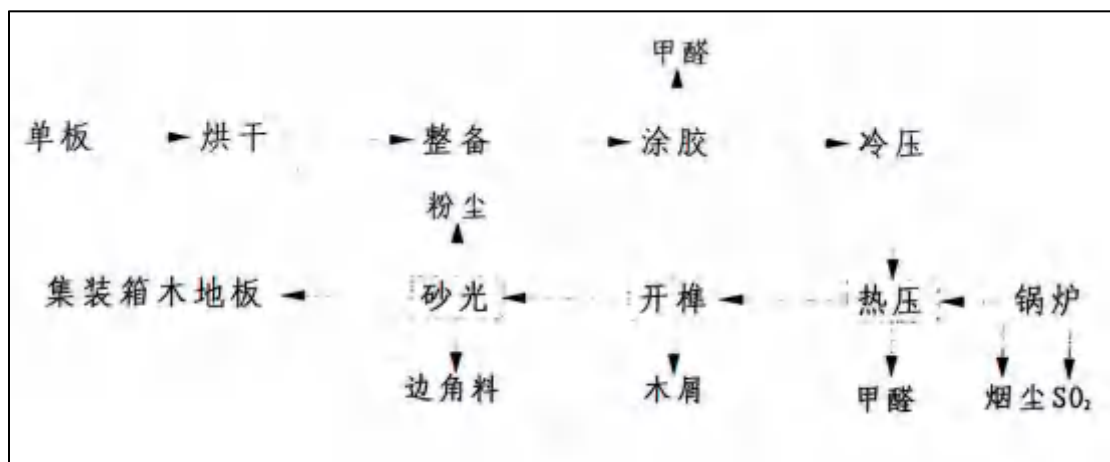 甲醛
单板 烘干 整备 涂胶 冷压
粉尘
集装箱木地板 砂光 开榫 热压 锅炉
边角料 木屑 甲醛 烟尘 SO₂